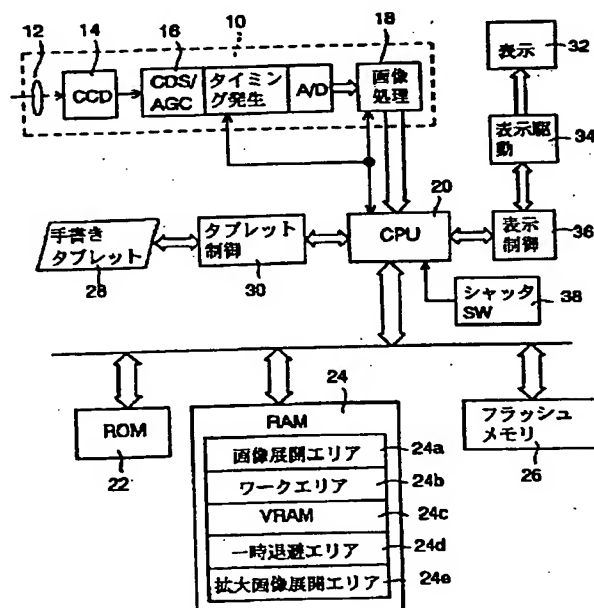 10
12
14
16
18
CCD
CDS/
AGC
タイミン
グ発生
A/D
画像
処理
表示
32
表示駆
動
34
手書き
タブレット
28
タブレット
制御
30
20
CPU
表示
制御
36
シャッタ
SW
38
ROM
22
24
RAM
画像展開エリア
24a
ワークエリア
24b
VRAM
24c
一時退避エリア
24d
拡大画像展開エリア
24e
フラッシュ
メモリ
26